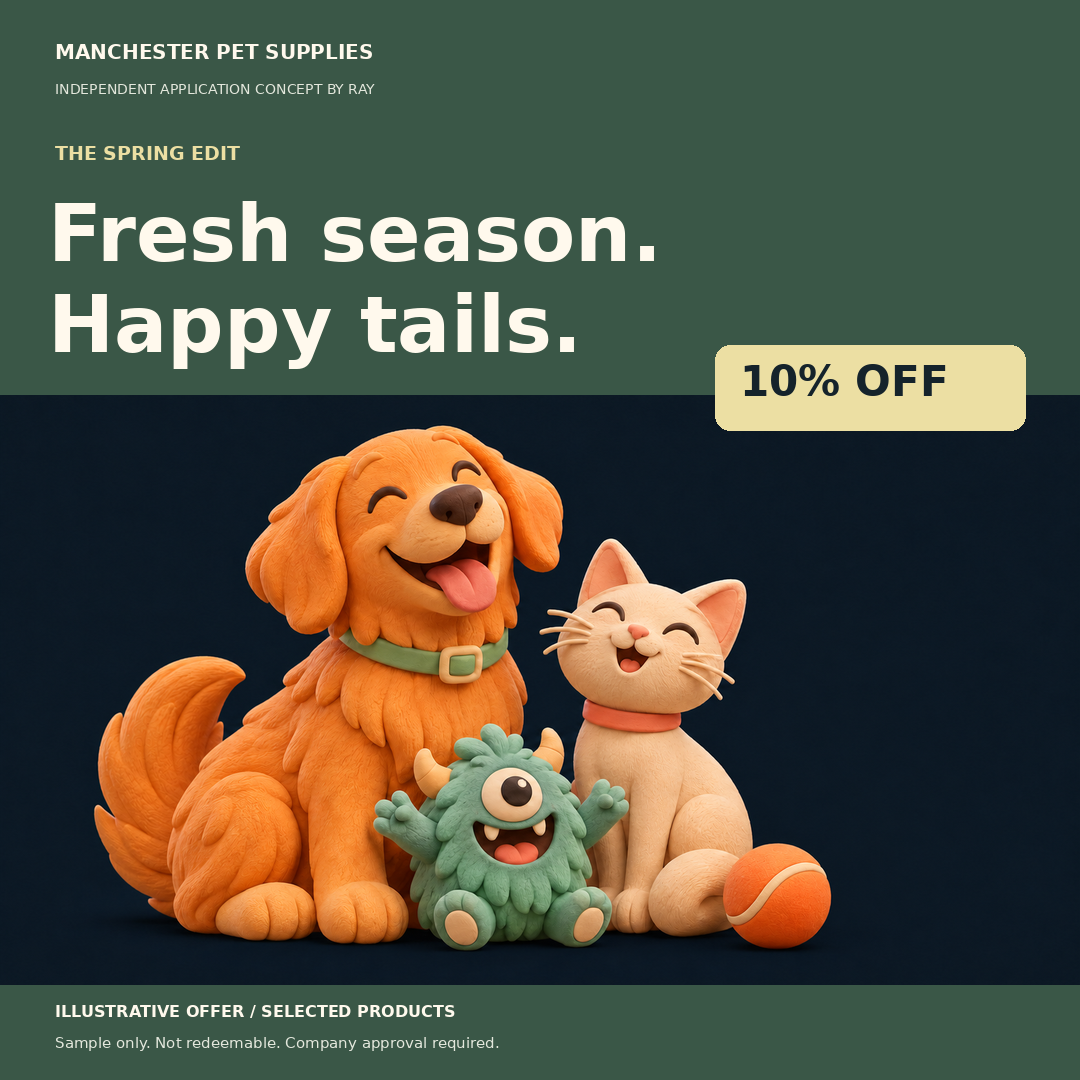 MANCHESTER PET SUPPLIES
INDEPENDENT APPLICATION CONCEPT BY RAY
THE SPRING EDIT
Fresh season.
Happy tails.
10% OFF
ILLUSTRATIVE OFFER / SELECTED PRODUCTS
Sample only. Not redeemable. Company approval required.